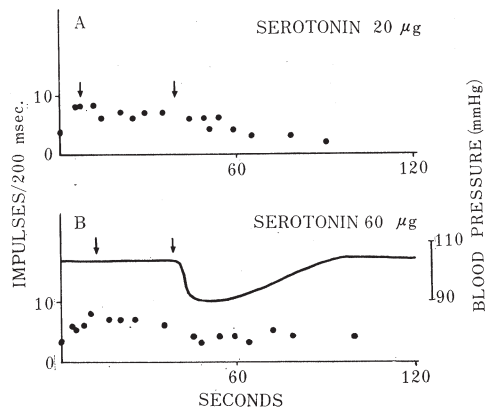 A
SEROTONIN 20 μg
10
0
60
120
B
SEROTONIN 60 μg
10
0
60
120
SECONDS
IMPULSES/200 msec.
110
90
BLOOD PRESSURE (mmHg)